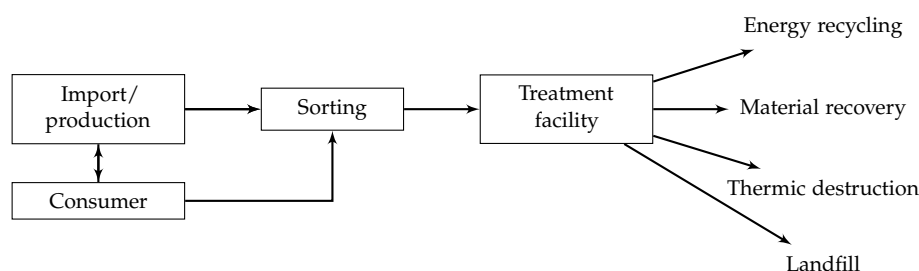 Energy recycling
Import/
production
Sorting
Treatment
facility
Material recovery
Consumer
Thermic destruction
Landfill